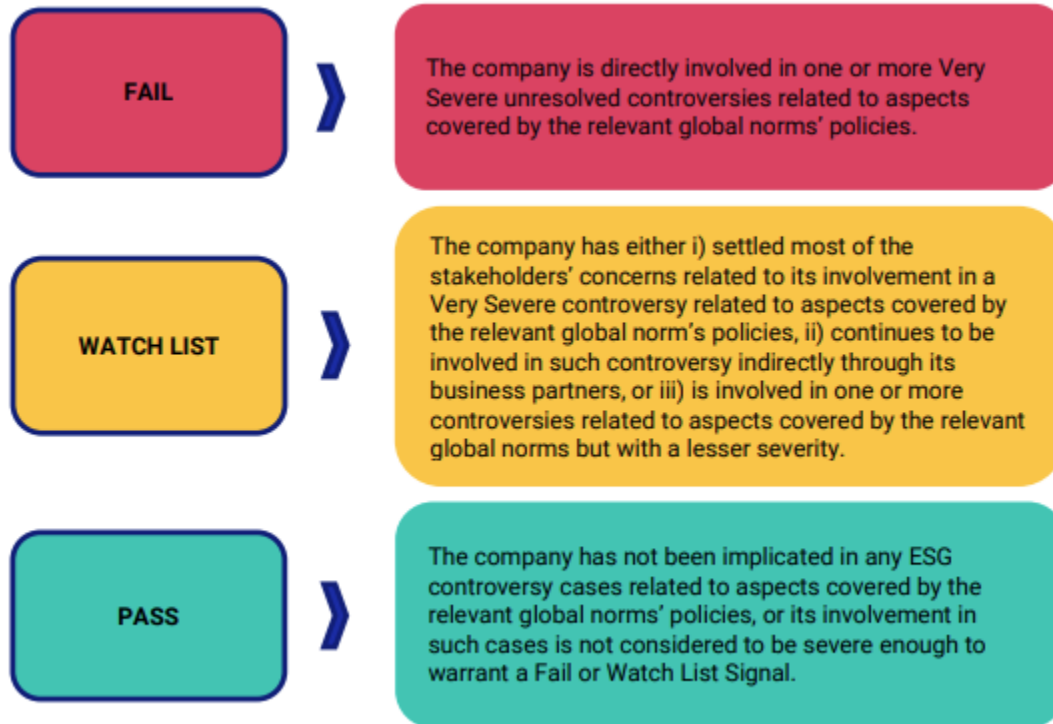 FAIL
The company is directly involved in one or more Very
Severe unresolved controversies related to aspects
covered by the relevant global norms' policies.
WATCH LIST
The company has either i) settled most of the
stakeholders' concerns related to its involvement in a
Very Severe controversy related to aspects covered by
the relevant global norm's policies, ii) continues to be
involved in such controversy indirectly through its
business partners, or iii) is involved in one or more
controversies related to aspects covered by the relevant
global norms but with a lesser severity.
PASS
The company has not been implicated in any ESG
controversy cases related to aspects covered by the
relevant global norms' policies, or its involvement in
such cases is not considered to be severe enough to
warrant a Fail or Watch List Signal.